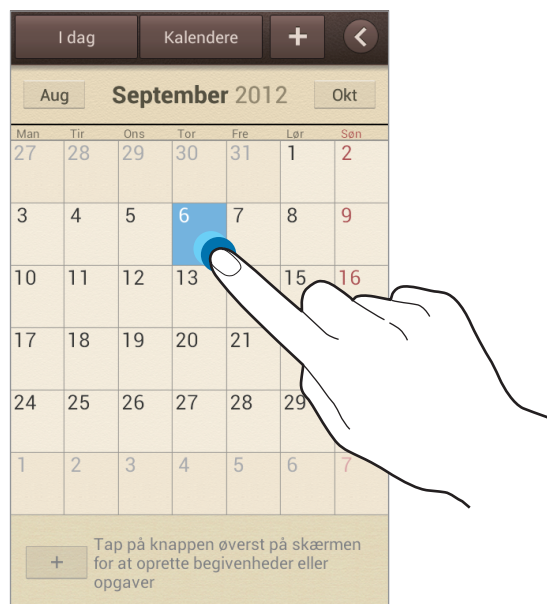 I dag Kalendere +
Aug September 2012 Okt
Man Tir Ons Tor Fre Lør Søn
27 28 29 30 31 1 2
3 4 5 6 7 8 9
10 11 12 13 15 16
17 18 19 20 21
24 25 26 27 28 29
1 2 3 4 5 6 7
+ Tap på knappen øverst på skærmen
for at oprette begivenheder eller
opgaver